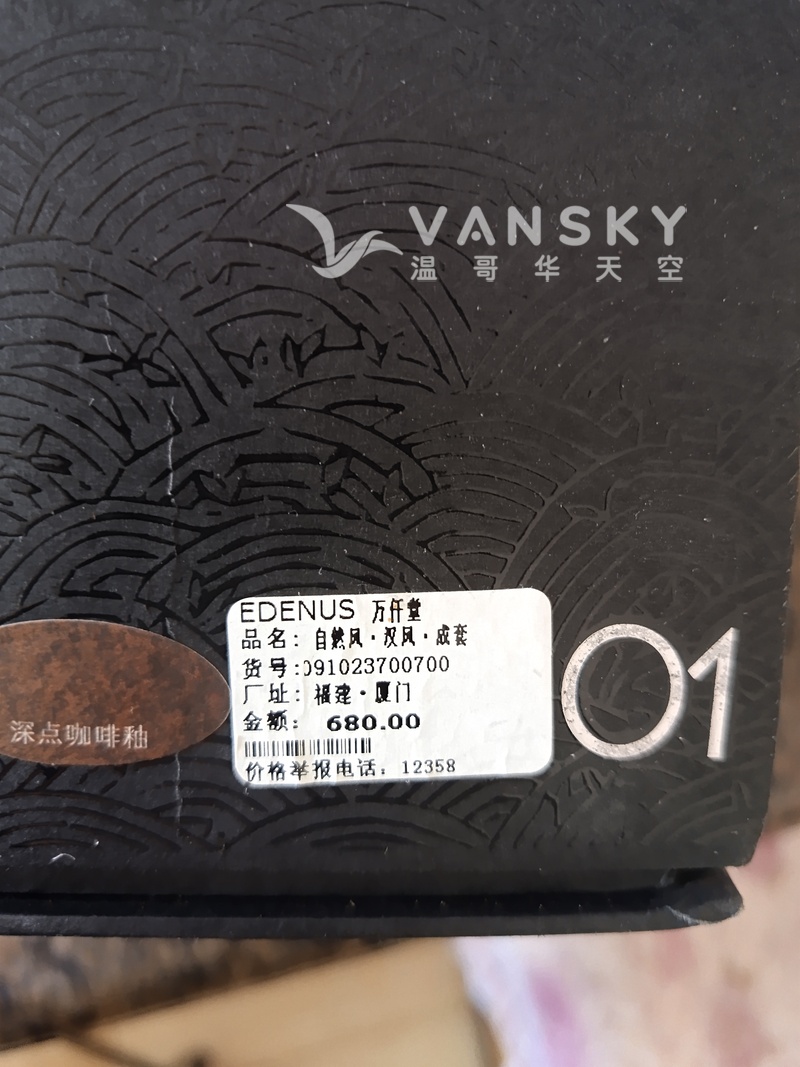 VANSKY
温哥华天空
EDENUS 万仟堂
品名：自然风·汉风·成套
货号:091023700700
厂址：福建·厦门
金额： 680.00
价格举报电话：12358
深点咖啡釉
01